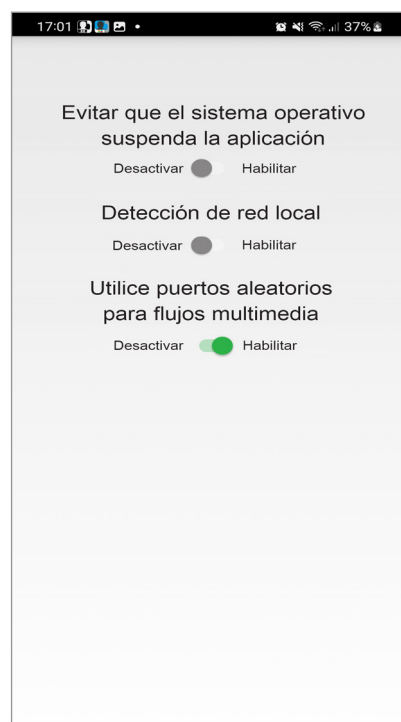 17:01 37%
Evitar que el sistema operativo
suspenda la aplicación
Desactivar Habilitar
Detección de red local
Desactivar Habilitar
Utilice puertos aleatorios
para flujos multimedia
Desactivar Habilitar